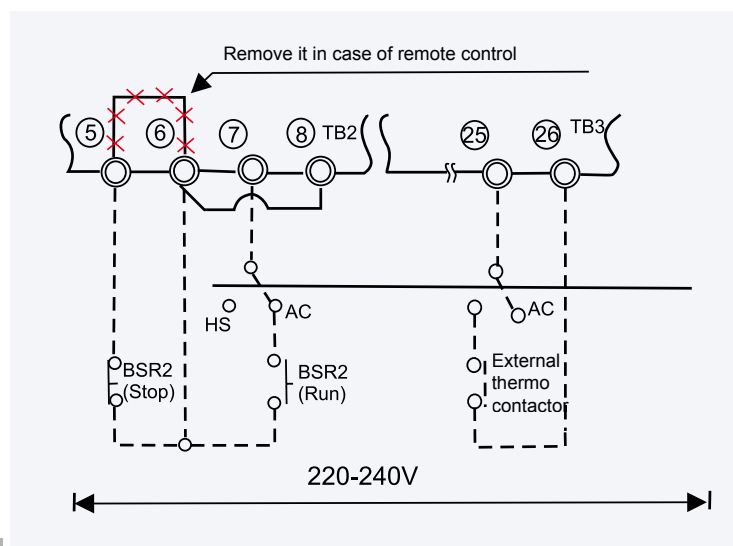 Remove it in case of remote control
5 6 7 8 TB2 25 26 TB3
HS AC AC
BSR2
(Stop)
BSR2
(Run)
External
thermo
contactor
220-240V